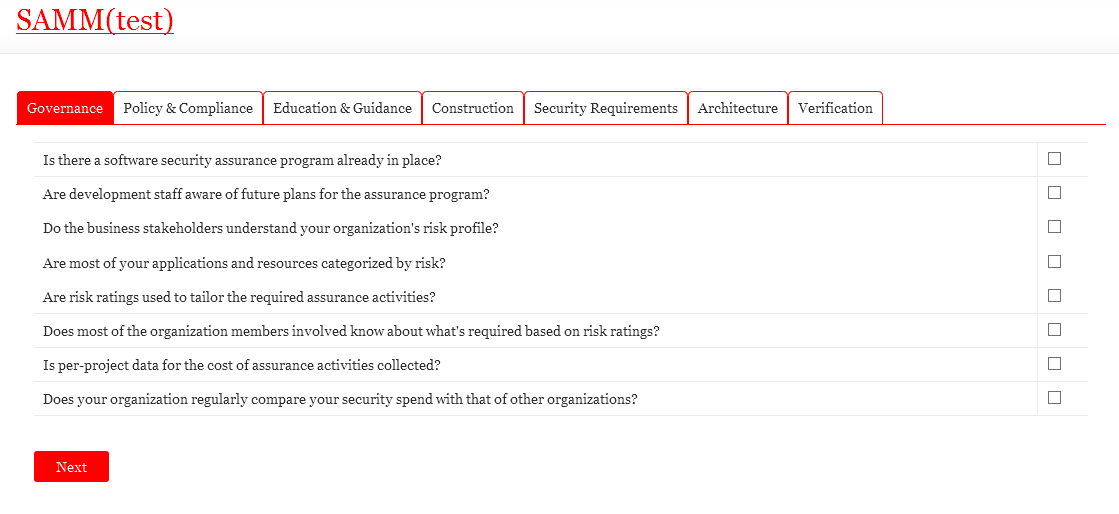 SAMM(test)
Governance Policy & Compliance Education & Guidance Construction Security Requirements Architecture Verification
Is there a software security assurance program already in place?
Are development staff aware of future plans for the assurance program?
Do the business stakeholders understand your organization's risk profile?
Are most of your applications and resources categorized by risk?
Are risk ratings used to tailor the required assurance activities?
Does most of the organization members involved know about what's required based on risk ratings?
Is per-project data for the cost of assurance activities collected?
Does your organization regularly compare your security spend with that of other organizations?
Next